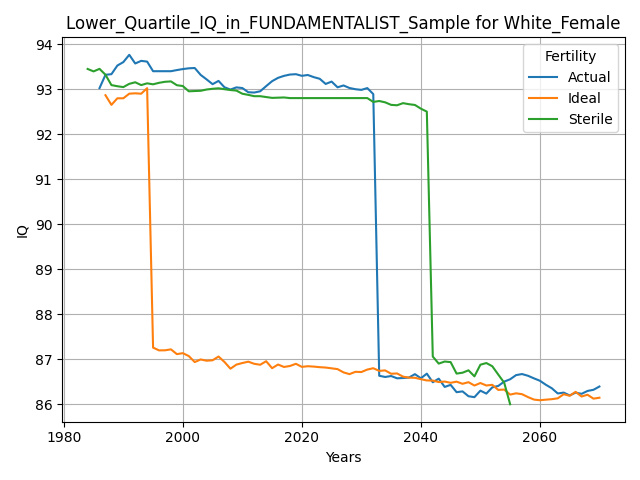 Lower_Quartile_IQ_in_FUNDAMENTALIST_Sample for White_Female
94
93
92
91
90
89
88
87
86
IQ
1980
2000
2020
2040
2060
Years
Fertility
Actual
Ideal
Sterile